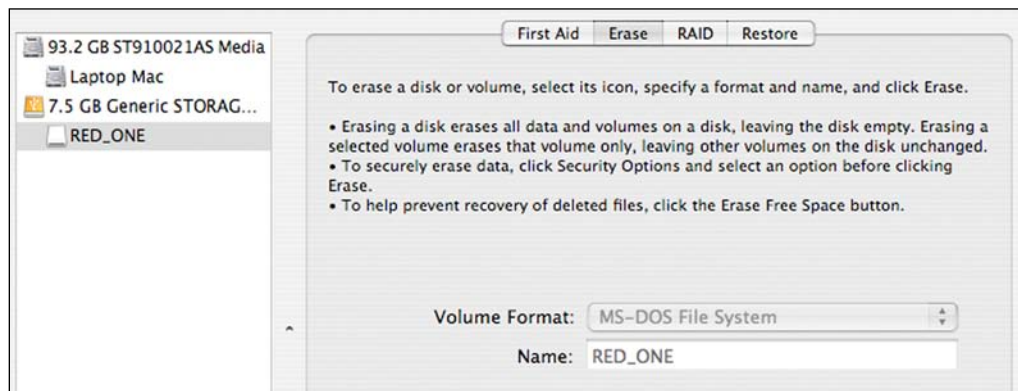 First Aid Erase RAID Restore
93.2 GB ST910021AS Media
Laptop Mac
7.5 GB Generic STORAG...
RED_ONE
To erase a disk or volume, select its icon, specify a format and name, and click Erase.
• Erasing a disk erases all data and volumes on a disk, leaving the disk empty. Erasing a
selected volume erases that volume only, leaving other volumes on the disk unchanged.
• To securely erase data, click Security Options and select an option before clicking
Erase.
• To help prevent recovery of deleted files, click the Erase Free Space button.
Volume Format: MS-DOS File System
Name: RED_ONE